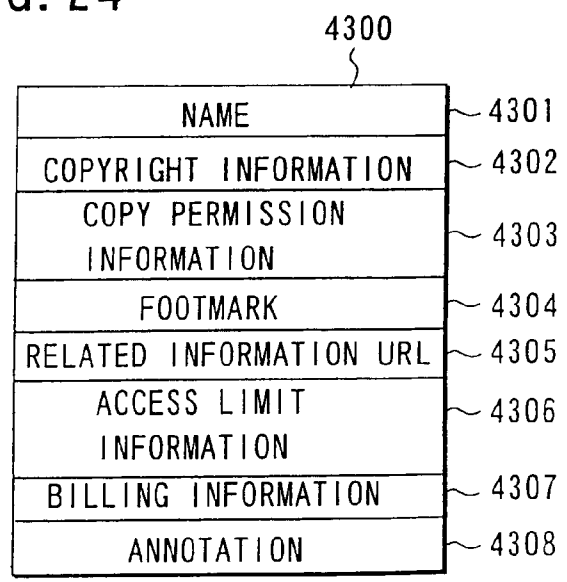 G. 24
4300
NAME 4301
COPYRIGHT INFORMATION 4302
COPY PERMISSION
INFORMATION 4303
FOOTMARK 4304
RELATED INFORMATION URL 4305
ACCESS LIMIT
INFORMATION 4306
BILLING INFORMATION 4307
ANNOTATION 4308